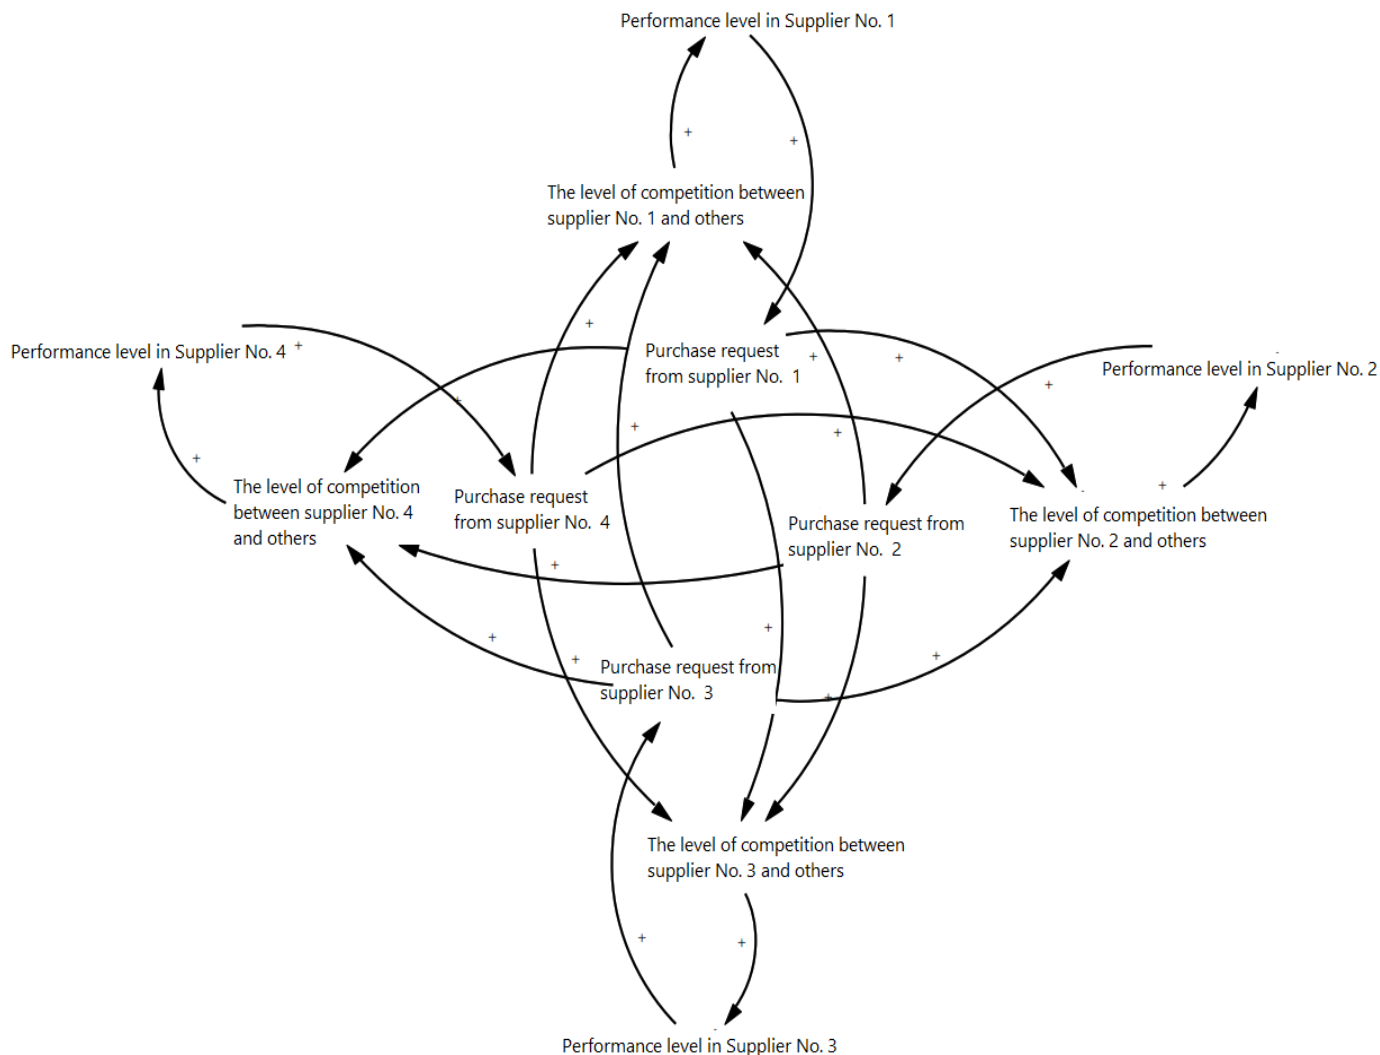 Performance level in Supplier No. 1
+
+
The level of competition between
supplier No. 1 and others
+
Performance level in Supplier No. 4
+
Purchase request
from supplier No. 1
+
+
Performance level in Supplier No. 2
+
+
+
+
+
The level of competition
between supplier No. 4
and others
Purchase request
from supplier No. 4
Purchase request from
supplier No. 2
+
The level of competition between
supplier No. 2 and others
+
+
+
+
+
Purchase request from
supplier No. 3
+
The level of competition between
supplier No. 3 and others
+
+
Performance level in Supplier No. 3